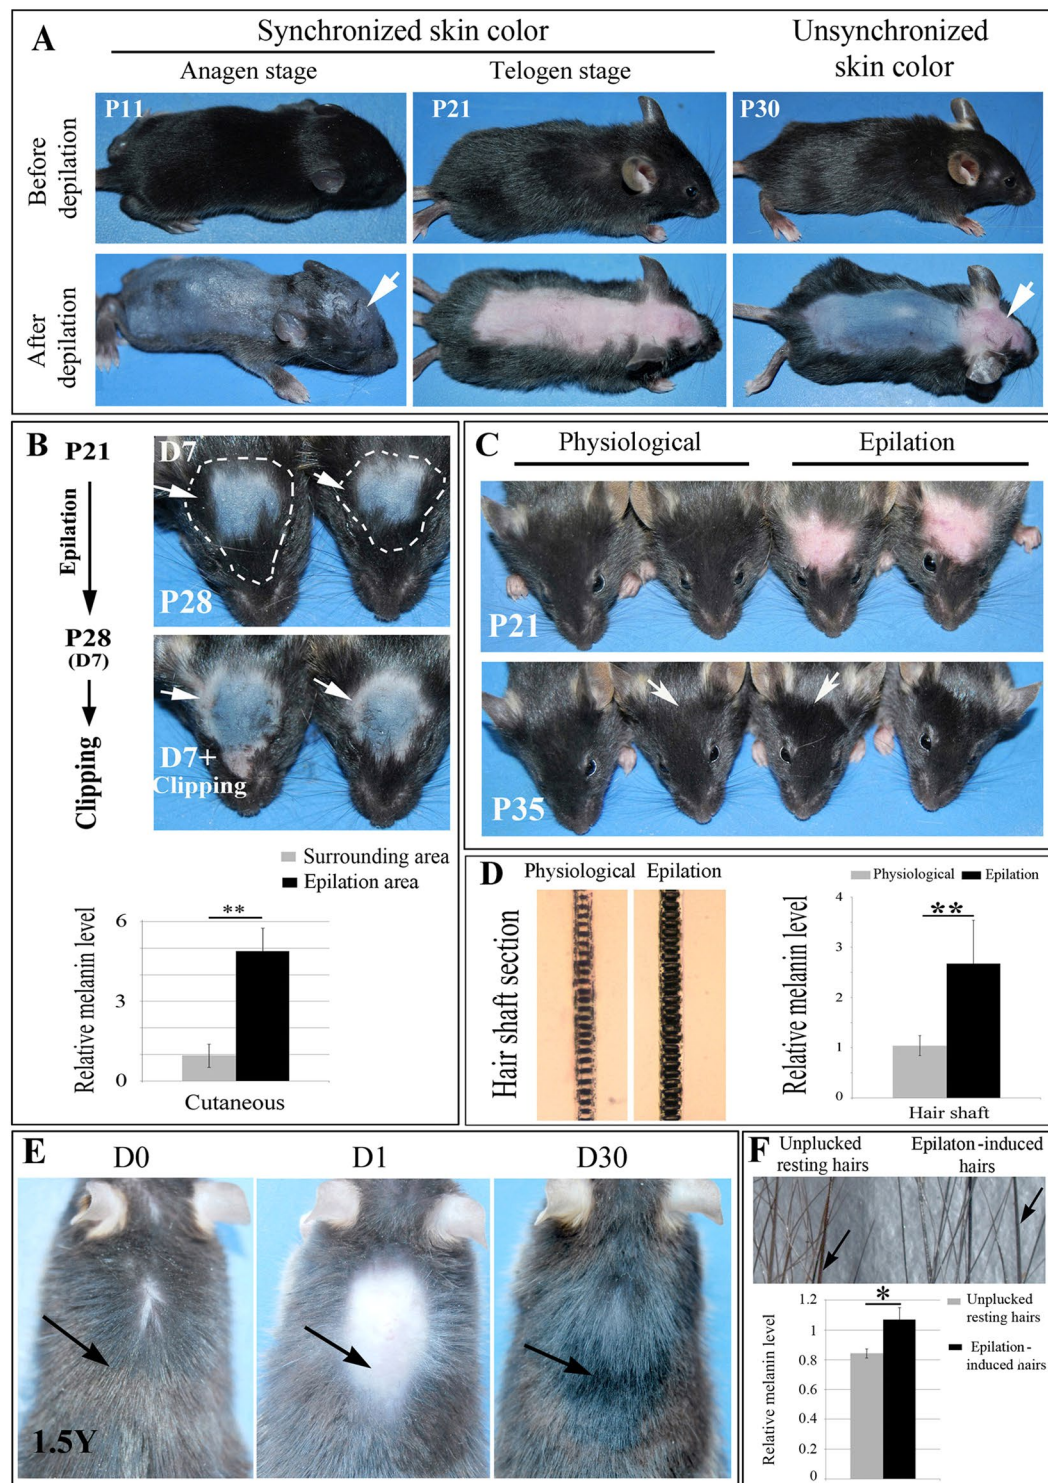 A
Synchronized skin color
Unsynchronized
skin color
Anagen stage
Telogen stage
Before
depilation
P11
P21
P30
After
depilation
B
P21
Epilation
P28
(D7)
Clipping
D7
P28
D7+
Clipping
Surrounding area
Epilation area
**
Relative melanin level
6
3
0
Cutaneous
C
Physiological
Epilation
P21
P35
D
Physiological
Epilation
Hair shaft section
Physiological
Epilation
**
Relative melanin level
4
3
2
1
0
Hair shaft
E
D0
D1
D30
1.5Y
F
Unplucked
resting hairs
Epilaton-induced
hairs
*
Relative melanin level
1.2
1
0.8
0.6
0.4
0.2
0
Unplucked
resting hairs
Epilation-
induced hairs